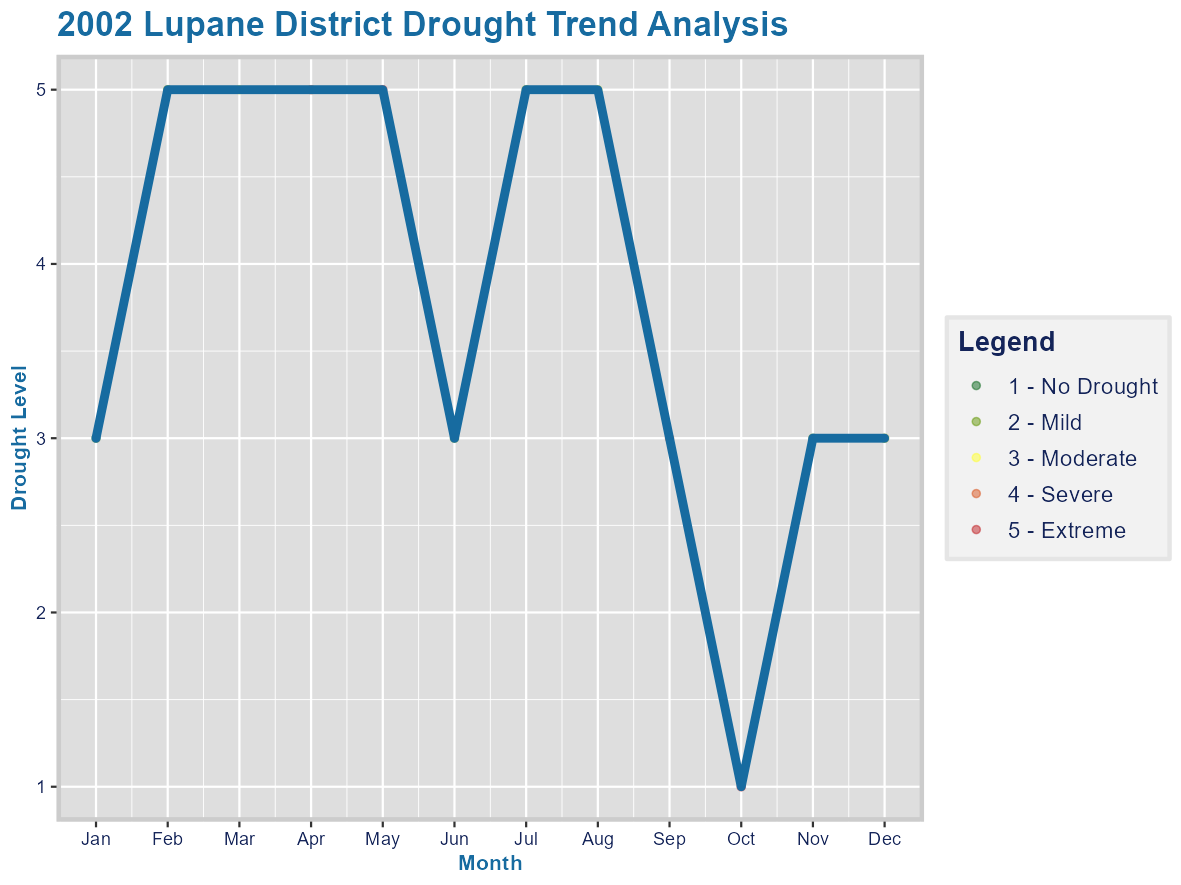 2002 Lupane District Drought Trend Analysis
Drought Level
5
4
3
2
1
Jan Feb Mar Apr May Jun Jul Aug Sep Oct Nov Dec
Month
Legend
1 - No Drought
2 - Mild
3 - Moderate
4 - Severe
5 - Extreme